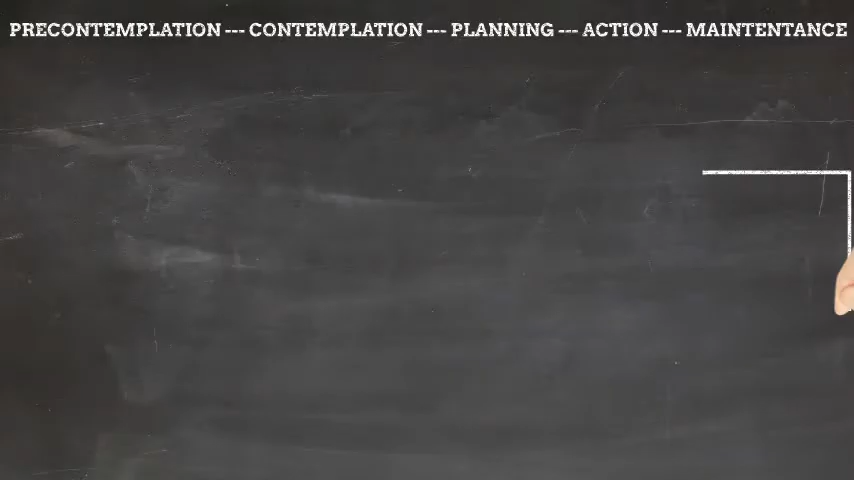 PRECONTEMPLATION --- CONTEMPLATION --- PLANNING --- ACTION --- MAINTENTANCE